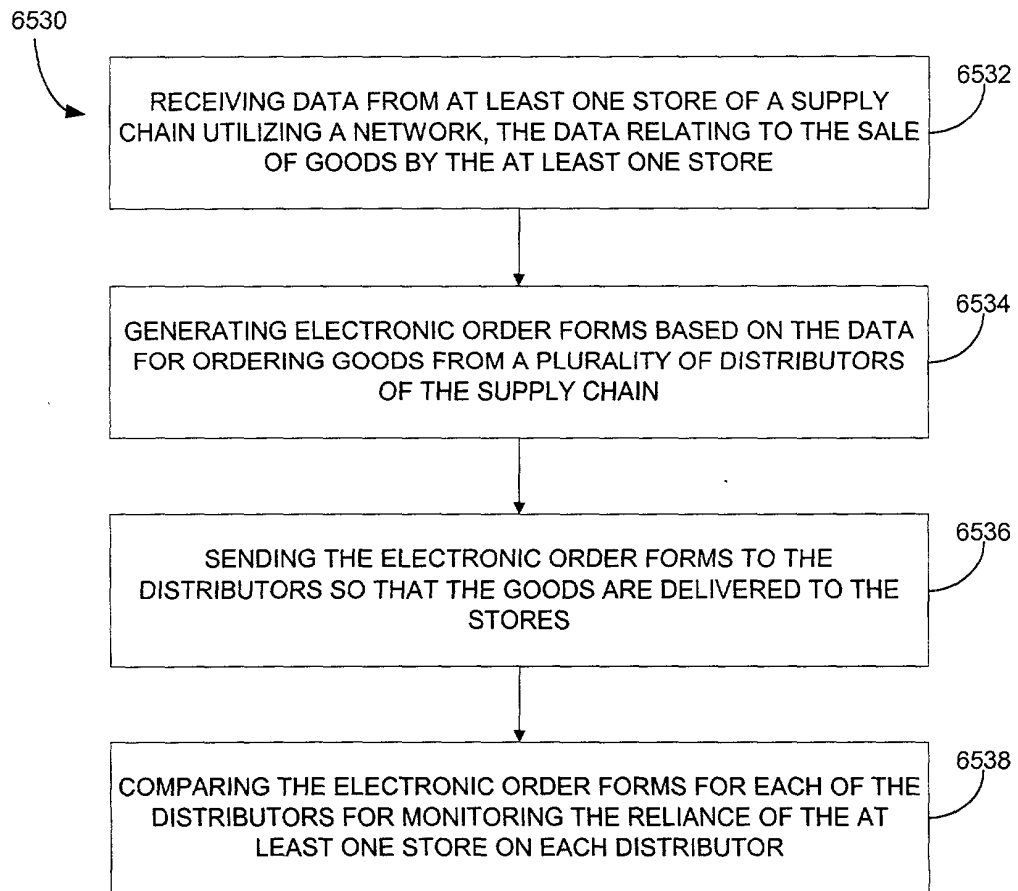 6530
6532
RECEIVING DATA FROM AT LEAST ONE STORE OF A SUPPLY
CHAIN UTILIZING A NETWORK, THE DATA RELATING TO THE SALE
OF GOODS BY THE AT LEAST ONE STORE
6534
GENERATING ELECTRONIC ORDER FORMS BASED ON THE DATA
FOR ORDERING GOODS FROM A PLURALITY OF DISTRIBUTORS
OF THE SUPPLY CHAIN
6536
SENDING THE ELECTRONIC ORDER FORMS TO THE
DISTRIBUTORS SO THAT THE GOODS ARE DELIVERED TO THE
STORES
6538
COMPARING THE ELECTRONIC ORDER FORMS FOR EACH OF THE
DISTRIBUTORS FOR MONITORING THE RELIANCE OF THE AT
LEAST ONE STORE ON EACH DISTRIBUTOR